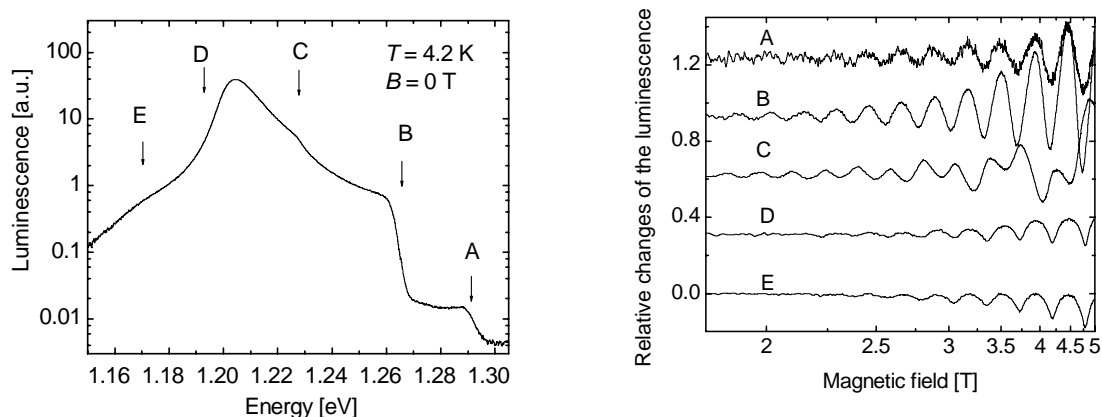 100
10
1
0.1
0.01
Luminescence [a.u.]
D
C
E
B
A
T = 4.2 K
B = 0 T
1.16 1.18 1.20 1.22 1.24 1.26 1.28 1.30
Energy [eV]
Relative changes of the luminescence
1.2
0.8
0.4
0.0
A
B
C
D
E
2 2.5 3 3.5 4 4.5 5
Magnetic field [T]